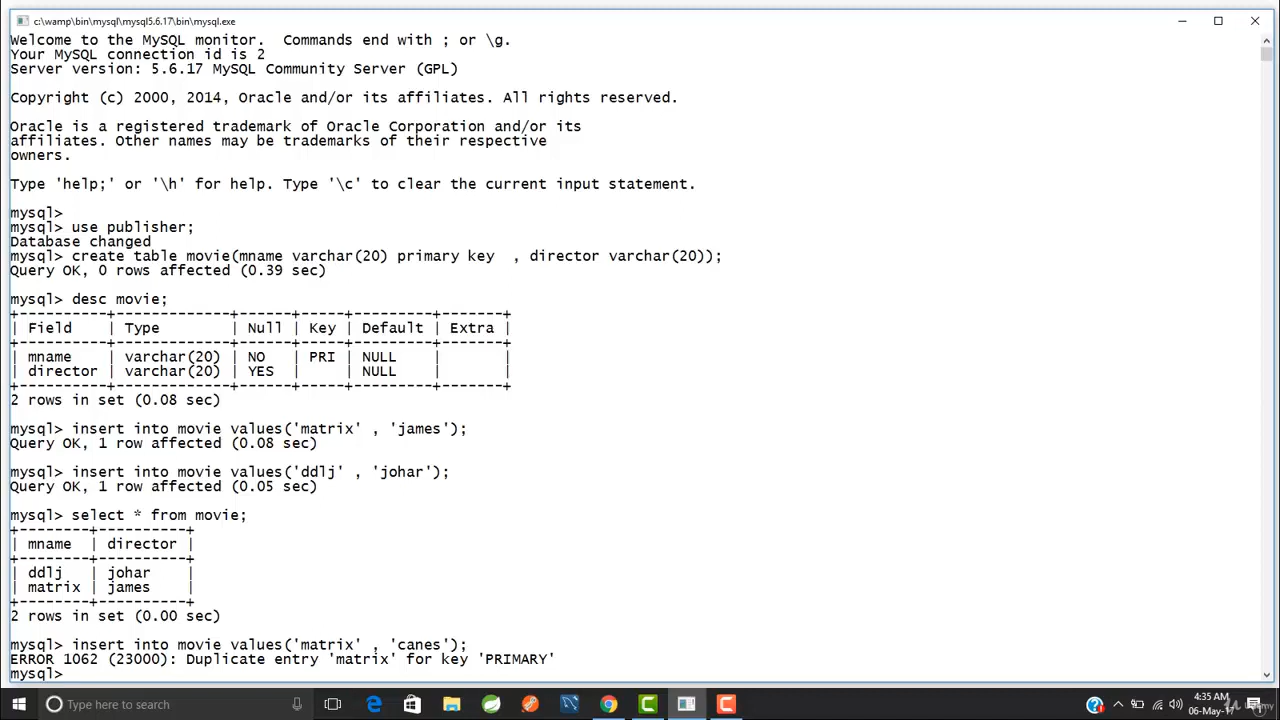 c:\wamp\bin\mysql\mysql5.6.17\bin\mysql.exe
Welcome to the MySQL monitor.  Commands end with ; or \g.
Your MySQL connection id is 2
Server version: 5.6.17 MySQL Community Server (GPL)
Copyright (c) 2000, 2014, Oracle and/or its affiliates. All rights reserved.
Oracle is a registered trademark of Oracle Corporation and/or its
affiliates. Other names may be trademarks of their respective
owners.
Type 'help;' or '\h' for help. Type '\c' to clear the current input statement.
mysql>
mysql> use publisher;
Database changed
mysql> create table movie(mname varchar(20) primary key  , director varchar(20));
Query OK, 0 rows affected (0.39 sec)
mysql> desc movie;
+----------+-------------+------+-----+---------+-------+
| Field    | Type        | Null | Key | Default | Extra |
+----------+-------------+------+-----+---------+-------+
| mname    | varchar(20) | NO   | PRI | NULL    |       |
| director | varchar(20) | YES  |     | NULL    |       |
+----------+-------------+------+-----+---------+-------+
2 rows in set (0.08 sec)
mysql> insert into movie values('matrix' , 'james');
Query OK, 1 row affected (0.08 sec)
mysql> insert into movie values('ddlj' , 'johar');
Query OK, 1 row affected (0.05 sec)
mysql> select * from movie;
+--------+----------+
| mname  | director |
+--------+----------+
| ddlj   | johar    |
| matrix | james    |
+--------+----------+
2 rows in set (0.00 sec)
mysql> insert into movie values('matrix' , 'canes');
ERROR 1062 (23000): Duplicate entry 'matrix' for key 'PRIMARY'
mysql>
Type here to search
4:35 AM
06-May-1